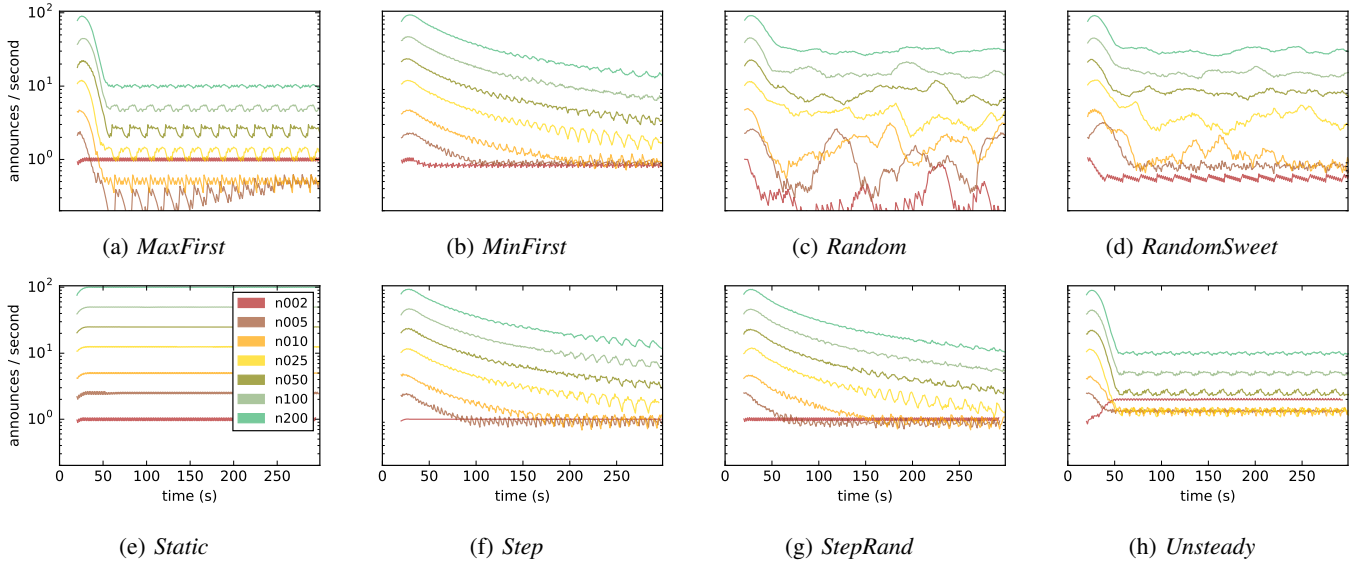 10²
10¹
10⁰
announces / second
(a) MaxFirst
(b) MinFirst
(c) Random
(d) RandomSweet
10²
10¹
10⁰
announces / second
n002
n005
n010
n025
n050
n100
n200
0 50 100 150 200 250
0 50 100 150 200 250
0 50 100 150 200 250
0 50 100 150 200 250
time (s)
time (s)
time (s)
time (s)
(e) Static
(f) Step
(g) StepRand
(h) Unsteady